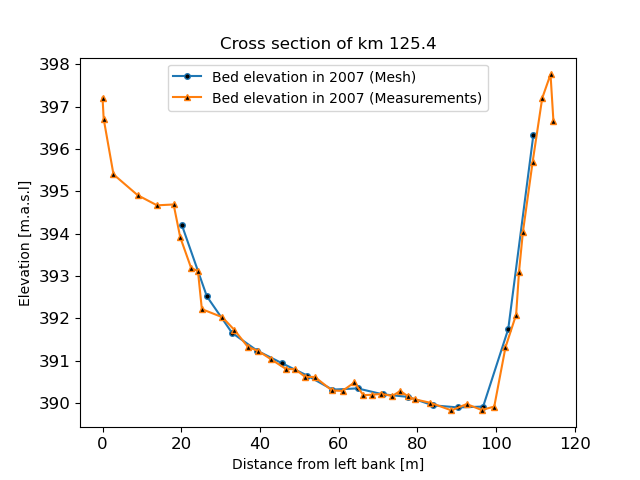 Cross section of km 125.4
Bed elevation in 2007 (Mesh)
Bed elevation in 2007 (Measurements)
Elevation [m.a.s.l]
398
397
396
395
394
393
392
391
390
0 20 40 60 80 100 120
Distance from left bank [m]